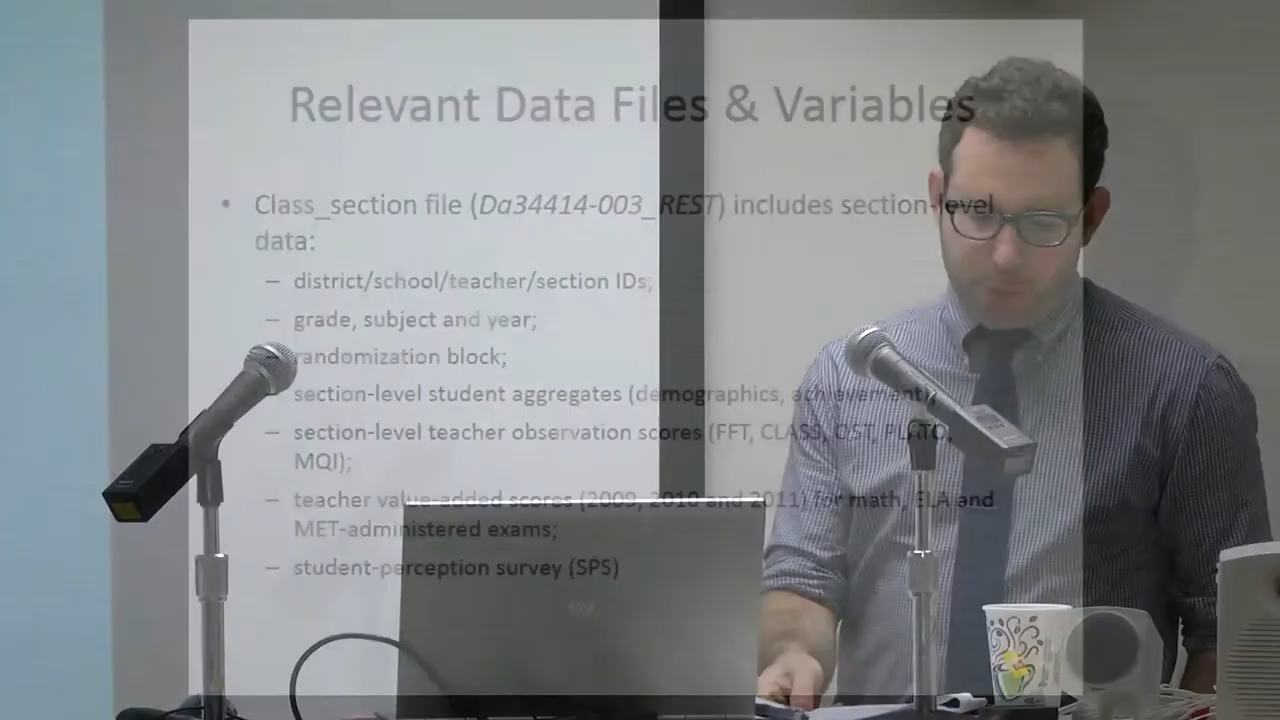 Relevant Data Files & Variables
• Class_section file (Da34414-003_REST) includes section-level
data:
– district/school/teacher/section IDs;
– grade, subject and year;
– randomization block;
– section-level student aggregates (demographics, achievement);
– section-level teacher observation scores (FFT, CLASS, QST, PLATO,
MQI);
– teacher value-added scores (2009, 2010 and 2011) for math, ELA and
MET-administered exams;
– student-perception survey (SPS)